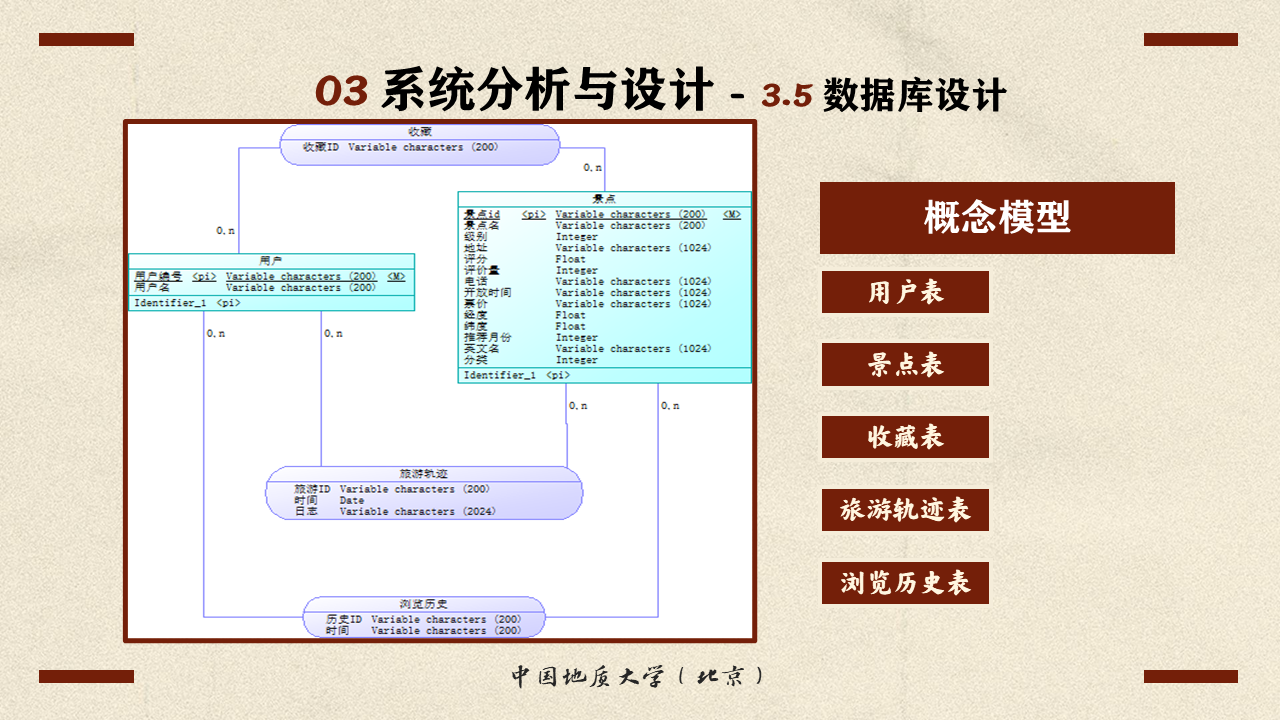 03 系统分析与设计 - 3.5 数据库设计
收藏
收藏ID Variable characters (200)
0,n
0,n
景点
景点id <pi> Variable characters (200) <M>
景点名 Variable characters (200)
级别 Integer
地址 Variable characters (1024)
评分 Float
评价量 Integer
电话 Variable characters (1024)
开放时间 Variable characters (1024)
票价 Variable characters (1024)
经度 Float
纬度 Float
推荐月份 Integer
英文名 Variable characters (1024)
分类 Integer
Identifier_1 <pi>
用户
用户编号 <pi> Variable characters (200) <M>
用户名 Variable characters (200)
Identifier_1 <pi>
0,n
0,n
0,n
0,n
旅游轨迹
旅游ID Variable characters (200)
时间 Date
日志 Variable characters (2024)
浏览历史
历史ID Variable characters (200)
时间 Variable characters (200)
概念模型
用户表
景点表
收藏表
旅游轨迹表
浏览历史表
中国地质大学（北京）